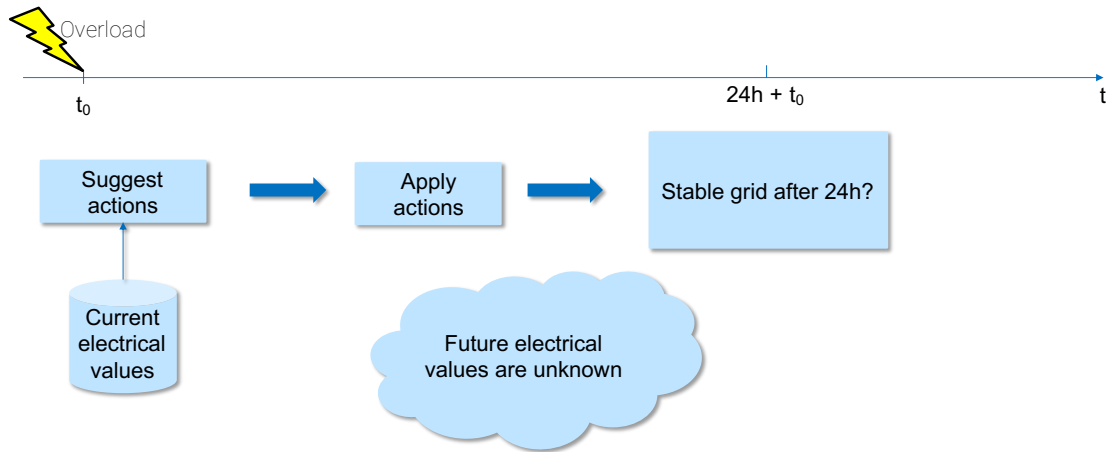 Overload
t₀
24h + t₀
t
Suggest
actions
Apply
actions
Stable grid after 24h?
Current
electrical
values
Future electrical
values are unknown